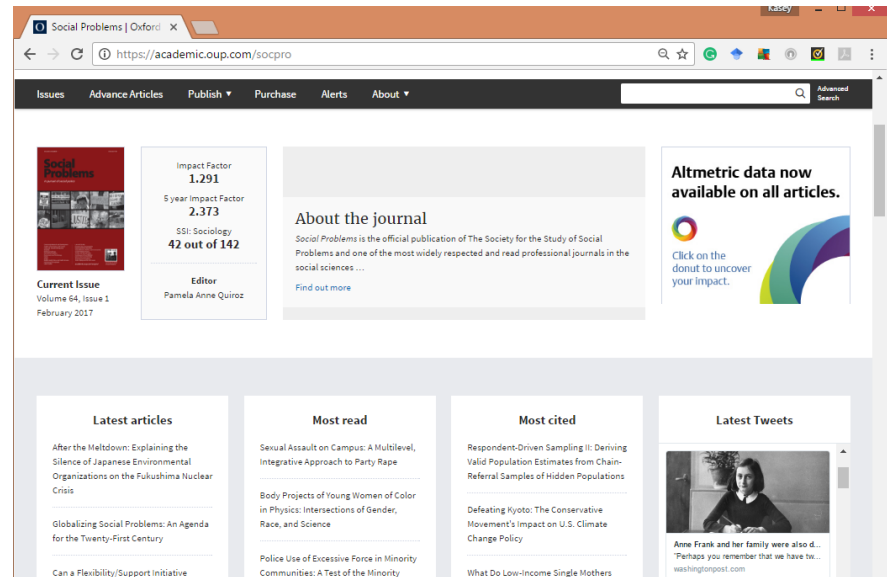 Kasey
Social Problems | Oxford
https://academic.oup.com/socpro
Issues Advance Articles Publish ▼ Purchase Alerts About ▼
Advanced
Search
Social
Problems
Current Issue
Volume 64, Issue 1
February 2017
Impact Factor
1.291
5 year Impact Factor
2.373
SSI: Sociology
42 out of 142
Editor
Pamela Anne Quiroz
About the journal
Social Problems is the official publication of The Society for the Study of Social
Problems and one of the most widely respected and read professional journals in the
social sciences ...
Find out more
Altmetric data now
available on all articles.
Click on the
donut to uncover
your impact.
Latest articles
After the Meltdown: Explaining the
Silence of Japanese Environmental
Organizations on the Fukushima Nuclear
Crisis
Globalizing Social Problems: An Agenda
for the Twenty-First Century
Can a Flexibility/Support Initiative
Most read
Sexual Assault on Campus: A Multilevel,
Integrative Approach to Party Rape
Body Projects of Young Women of Color
in Physics: Intersections of Gender,
Race, and Science
Police Use of Excessive Force in Minority
Communities: A Test of the Minority
Most cited
Respondent-Driven Sampling II: Deriving
Valid Population Estimates from Chain-
Referral Samples of Hidden Populations
Defeating Kyoto: The Conservative
Movement's Impact on U.S. Climate
Change Policy
What Do Low-Income Single Mothers
Latest Tweets
Anne Frank and her family were also d...
"Perhaps you remember that we have tw...
washingtonpost.com